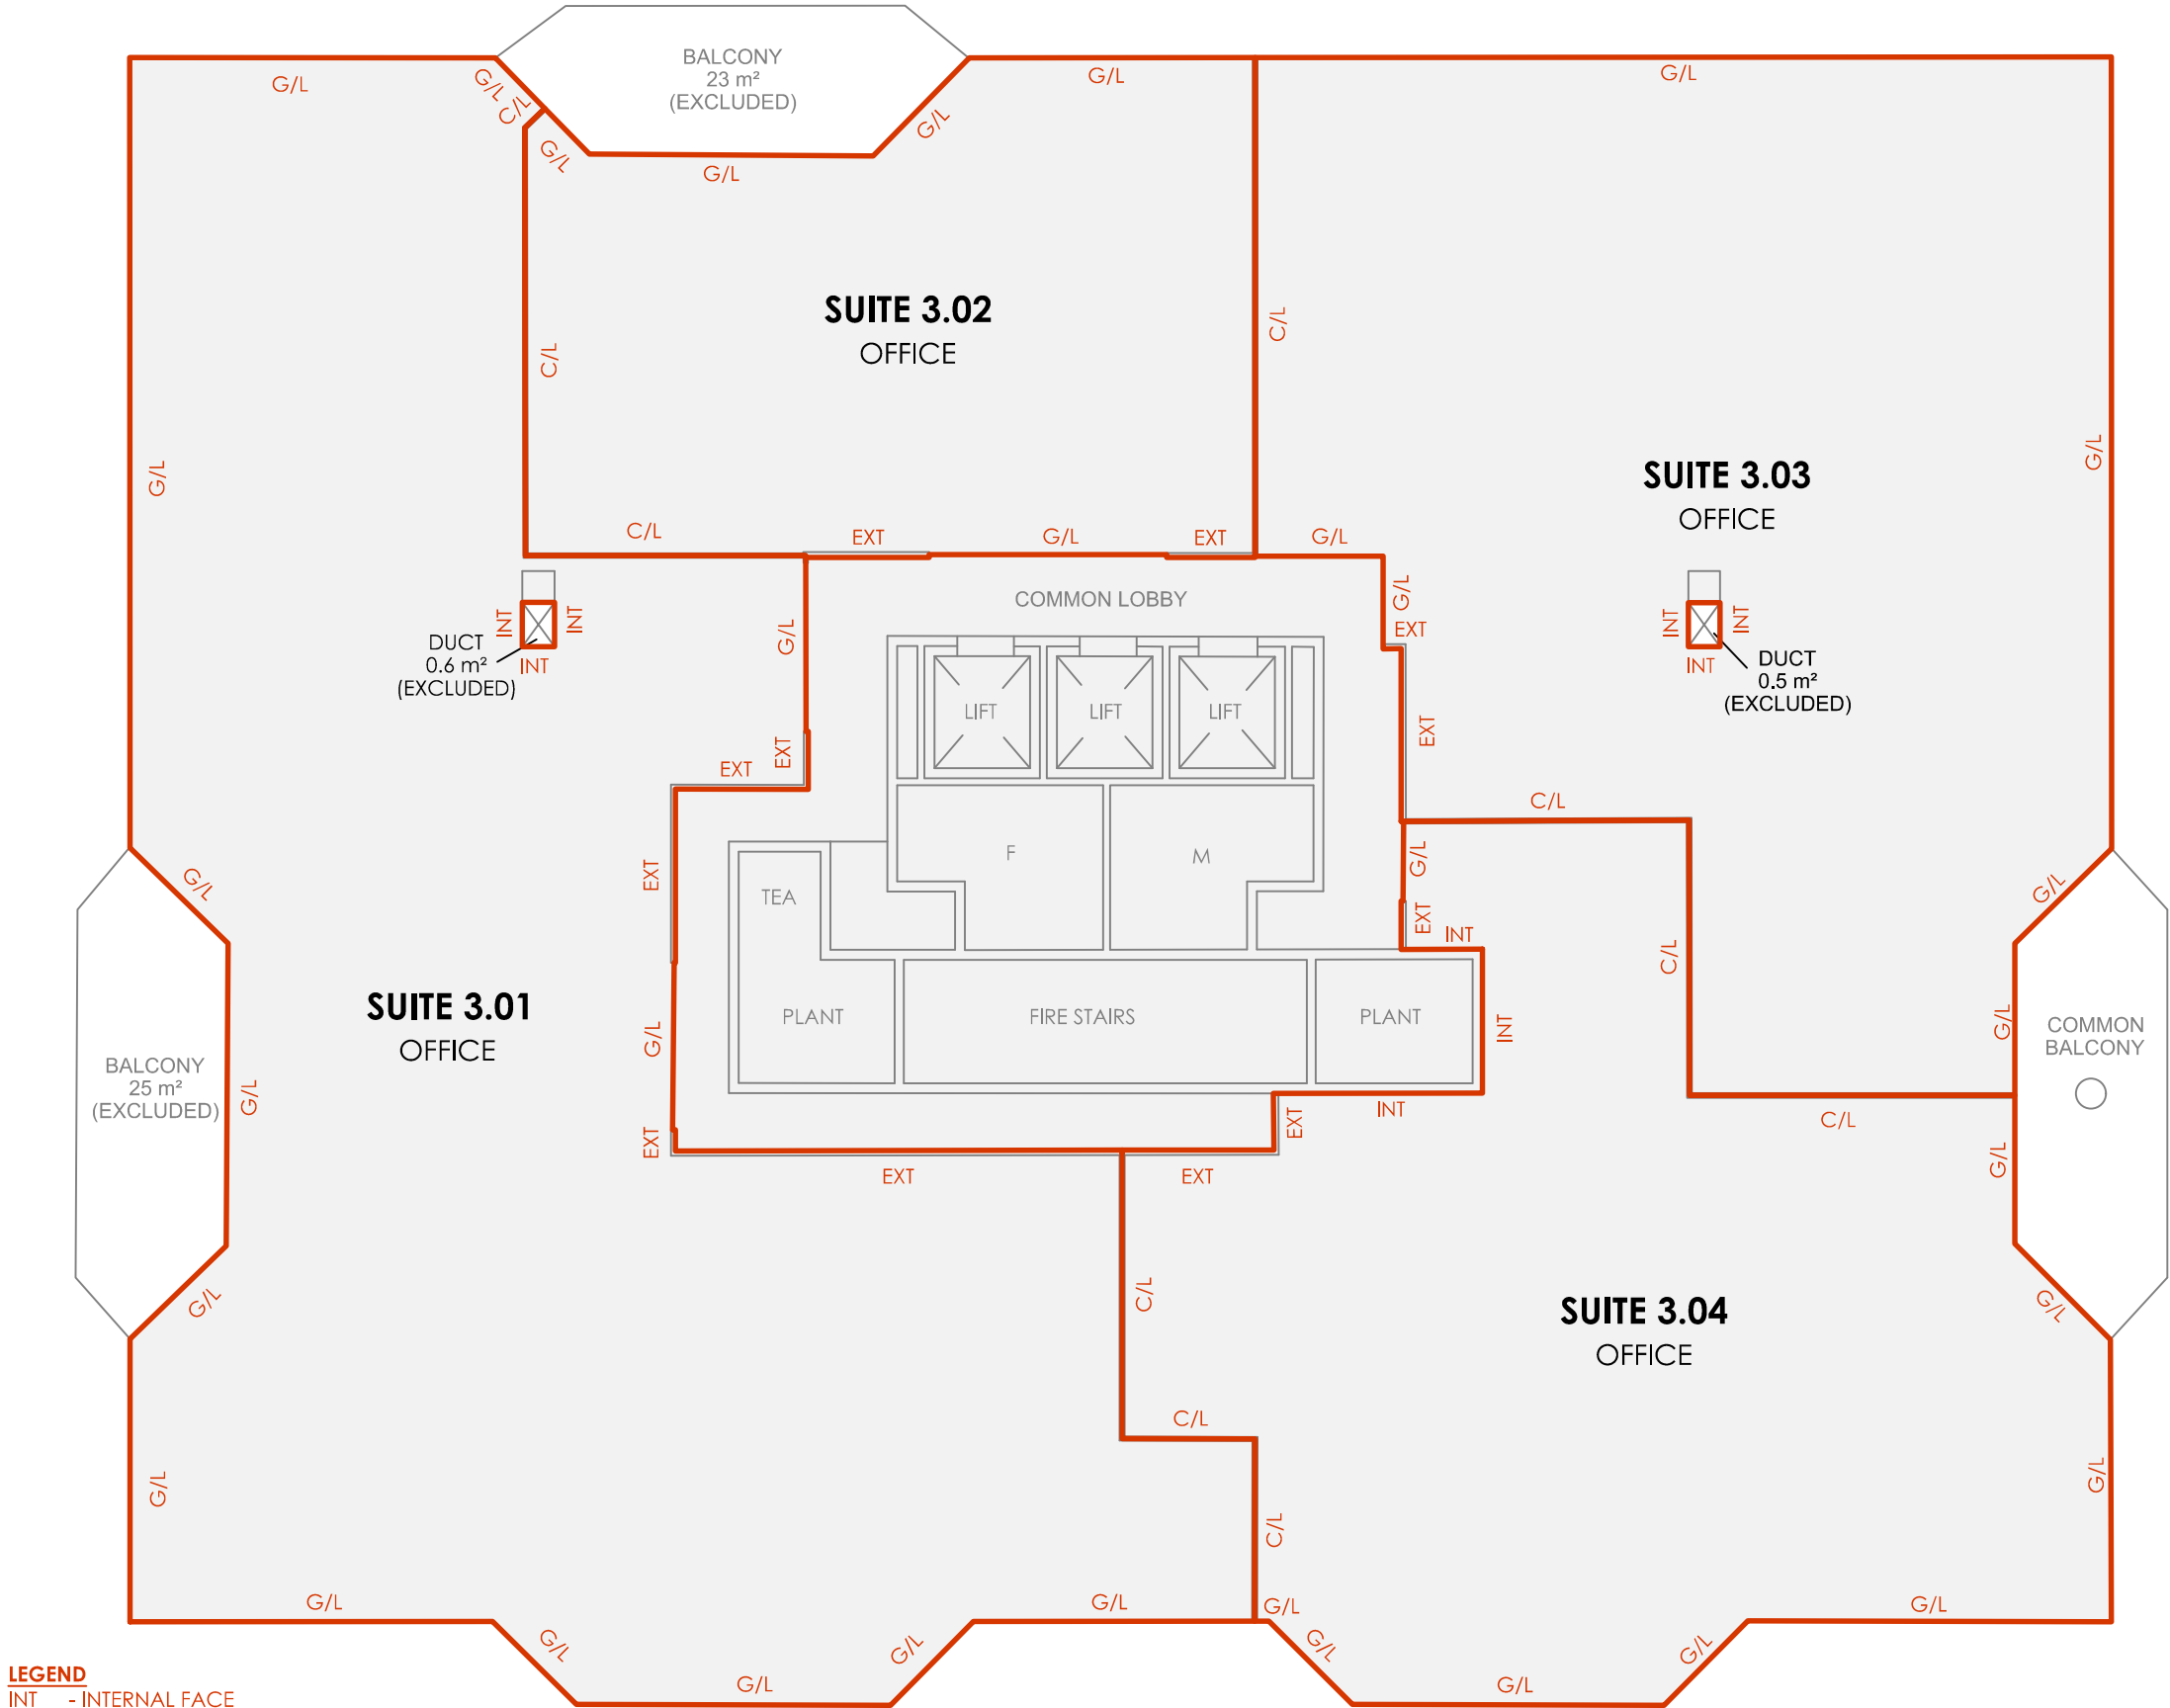 BALCONY
23 m²
(EXCLUDED)
G/L
G/L
G/L
G/L
C/L
G/L
G/L
G/L
SUITE 3.02
OFFICE
C/L
C/L
G/L
G/L
SUITE 3.03
OFFICE
C/L
EXT
G/L
EXT
G/L
COMMON LOBBY
G/L
EXT
INT
INT
INT
DUCT
0.6 m²
(EXCLUDED)
G/L
INT
INT
INT
DUCT
0.5 m²
(EXCLUDED)
LIFT
LIFT
LIFT
EXT
EXT
EXT
C/L
EXT
F
M
G/L
TEA
G/L
G/L
EXT
INT
C/L
SUITE 3.01
OFFICE
G/L
PLANT
FIRE STAIRS
PLANT
INT
G/L
COMMON
BALCONY
BALCONY
25 m²
(EXCLUDED)
G/L
INT
EXT
EXT
C/L
G/L
EXT
EXT
G/L
C/L
SUITE 3.04
OFFICE
G/L
C/L
G/L
G/L
C/L
G/L
G/L
G/L
G/L
G/L
G/L
G/L
G/L
G/L
G/L
LEGEND
INT - INTERNAL FACE